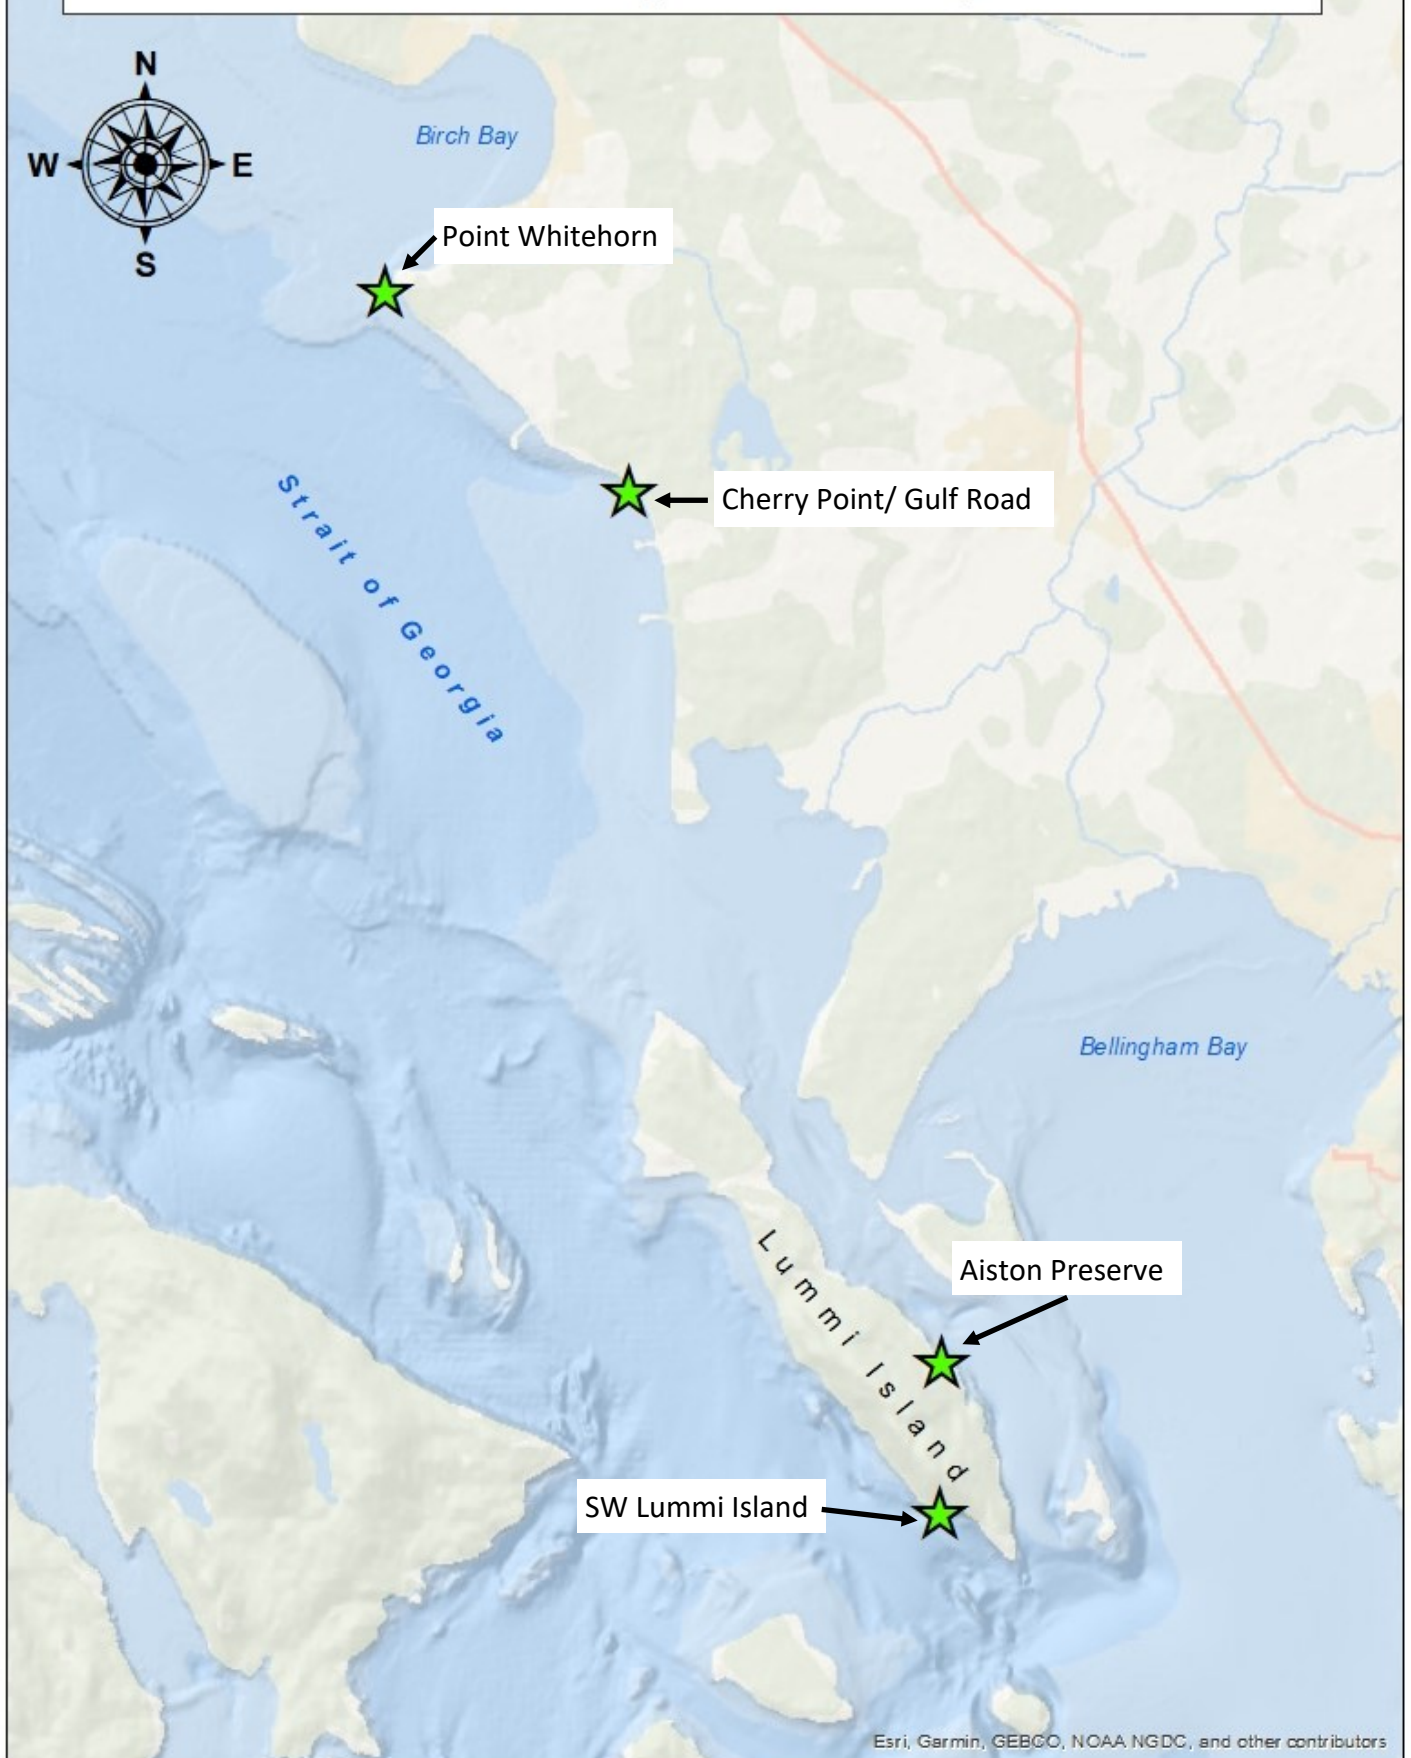 N
W E
S
Birch Bay
Point Whitehorn
Cherry Point/ Gulf Road
Strait of Georgia
Bellingham Bay
Lummi Island
Aiston Preserve
SW Lummi Island
Esri, Garmin, GEBCO, NOAA NGDC, and other contributors